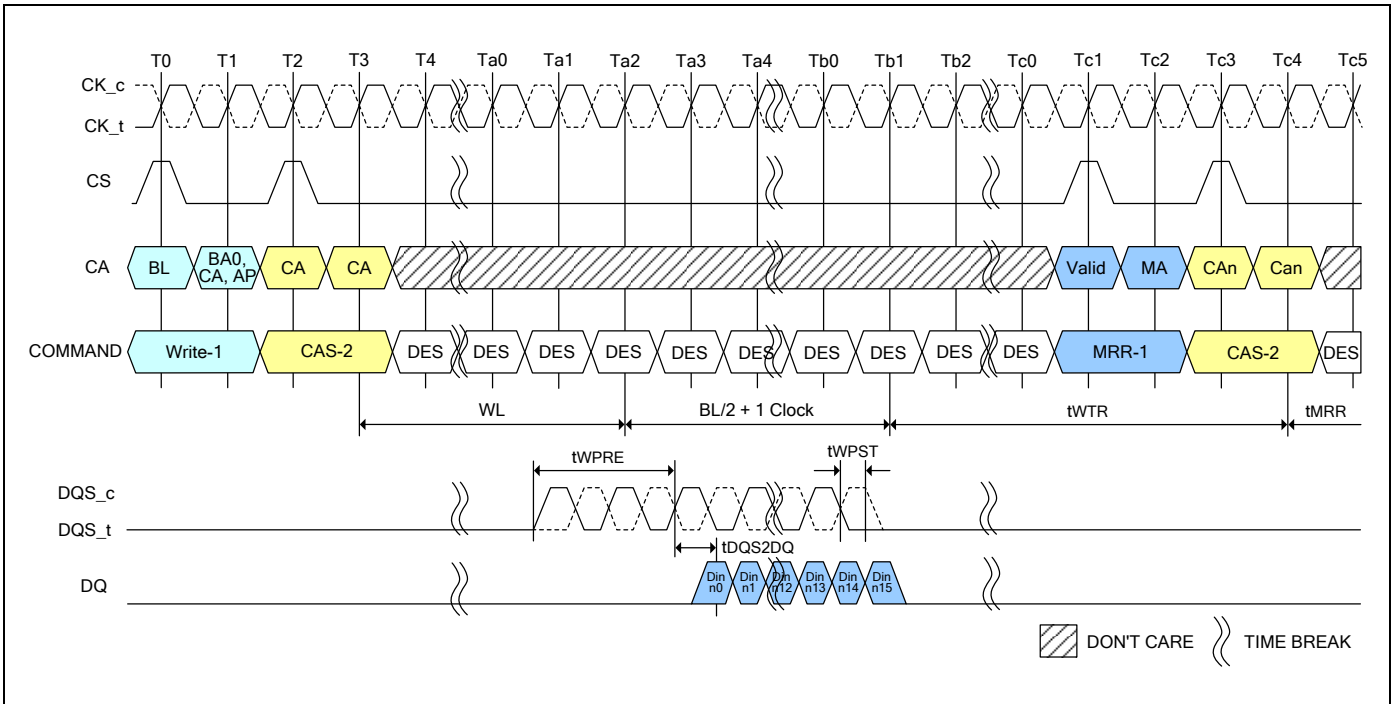 T0 T1 T2 T3 T4 Ta0 Ta1 Ta2 Ta3 Ta4 Tb0 Tb1 Tb2 Tc0 Tc1 Tc2 Tc3 Tc4 Tc5
CK_c
CK_t
CS
CA BL BA0, CA, AP CA CA Valid MA CAn Can
COMMAND Write-1 CAS-2 DES DES DES DES DES DES DES DES DES DES MRR-1 CAS-2 DES
WL BL/2 + 1 Clock tWTR tMRR
tWPRE tWPST
DQS_c
DQS_t
tDQS2DQ
DQ Din n0 Din n1 Din n12 Din n13 Din n14 Din n15
DON'T CARE TIME BREAK